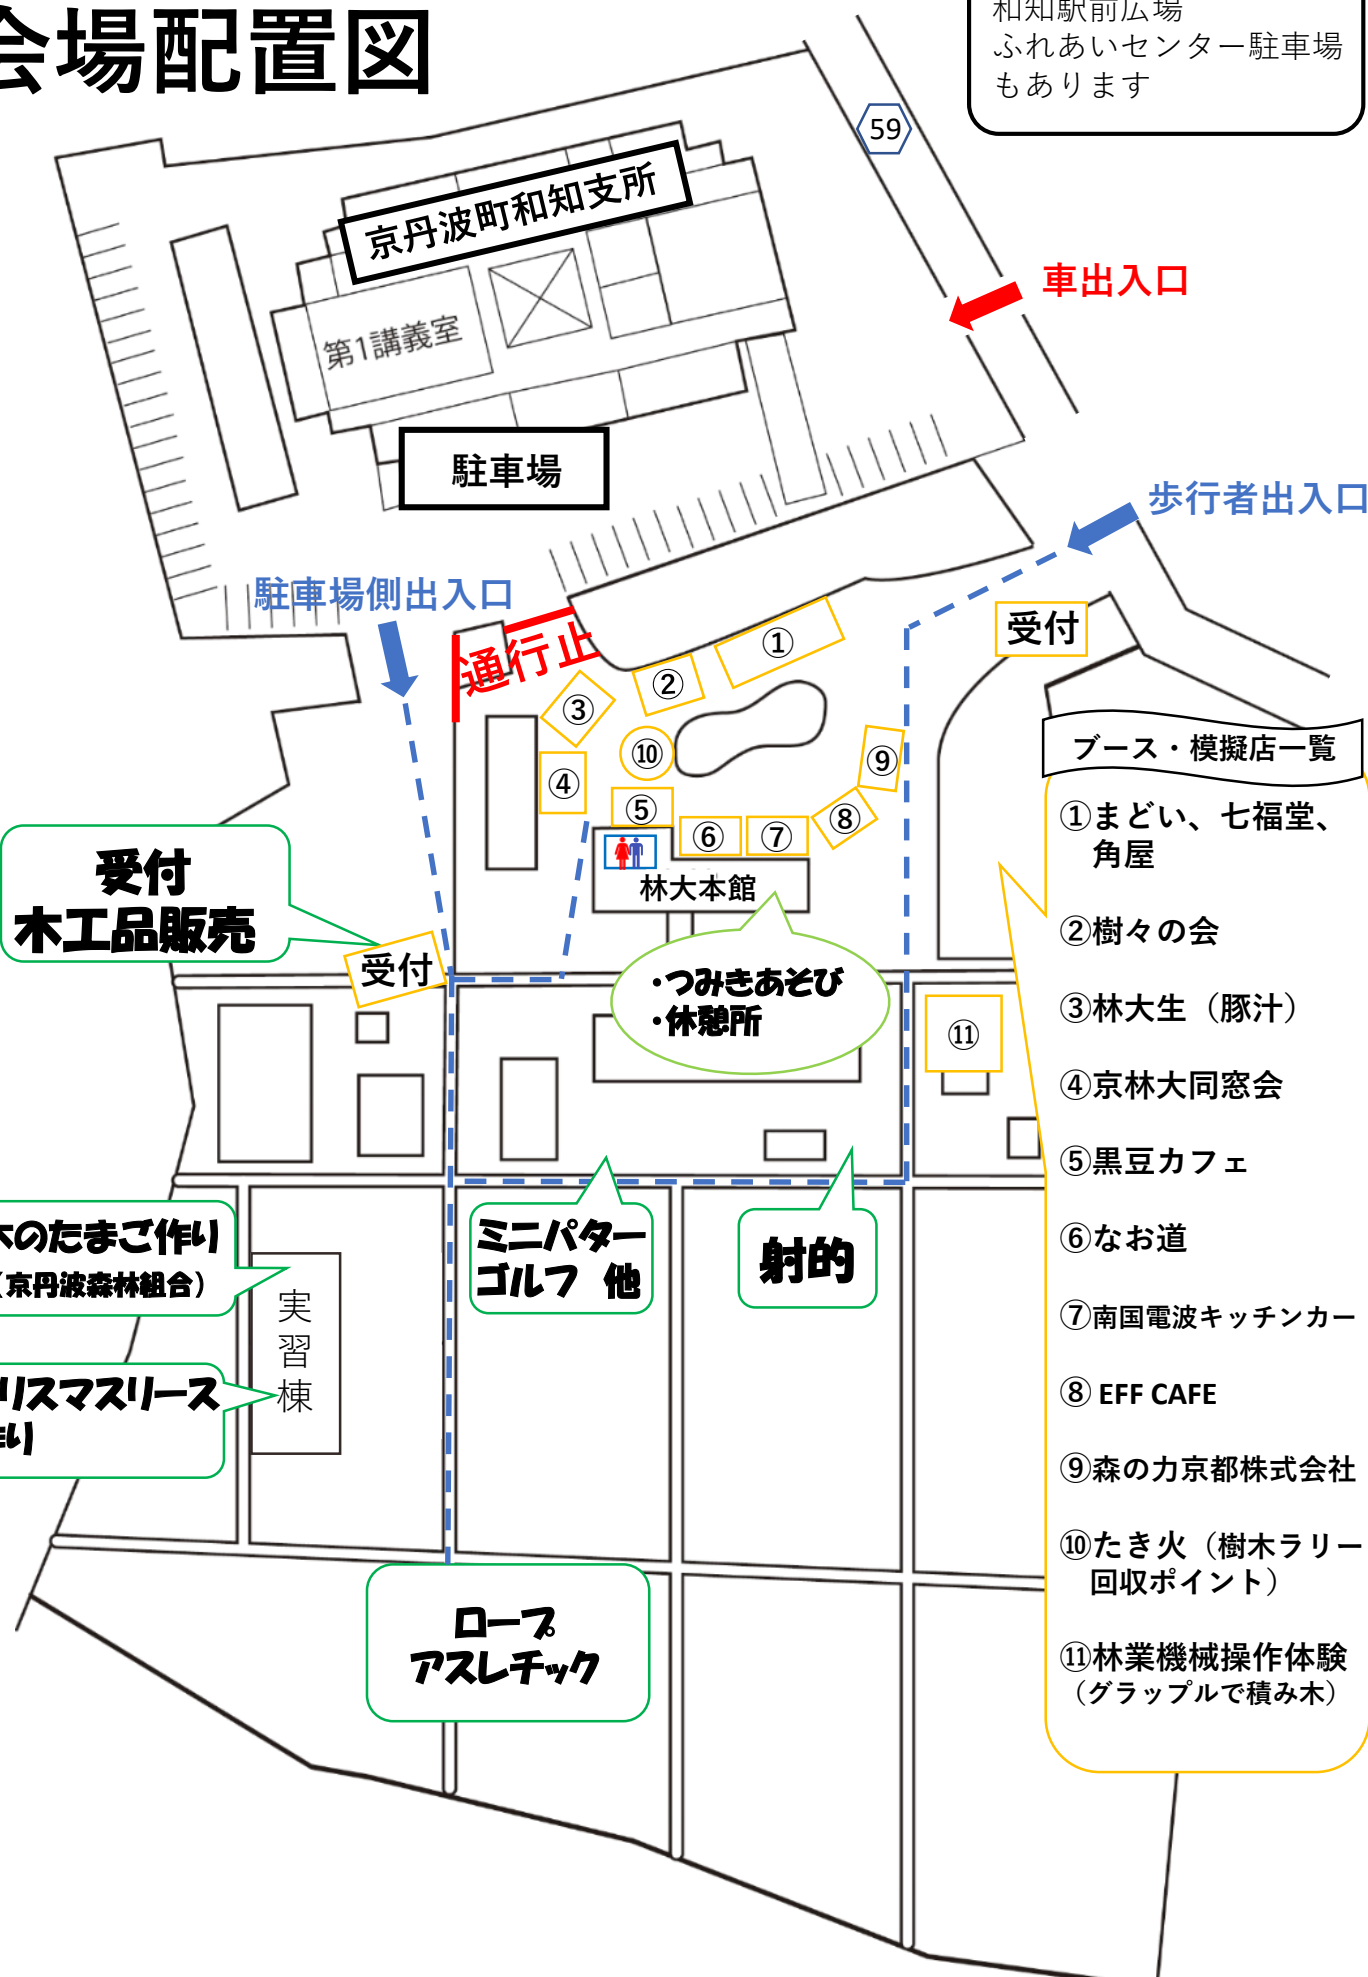 会場配置図
和知駅前広場
ふれあいセンター駐車場
もあります
59
京丹波町和知支所
第1講義室
車出入口
駐車場
歩行者出入口
駐車場側出入口
受付
通行止
①
②
③
⑩
④
⑤
⑥
⑦
⑧
⑨
林大本館
受付
木工品販売
受付
・つみきあそび
・休憩所
⑪
木のたまご作り
（京丹波森林組合）
リスマスリース
作り
実
習
棟
ミニパター
ゴルフ 他
射的
ロープ
アスレチック
ブース・模擬店一覧
①まどい、七福堂、
角屋
②樹々の会
③林大生（豚汁）
④京林大同窓会
⑤黒豆カフェ
⑥なお道
⑦南国電波キッチンカー
⑧ EFF CAFE
⑨森の力京都株式会社
⑩たき火（樹木ラリー
回収ポイント）
⑪林業機械操作体験
（グラップルで積み木）